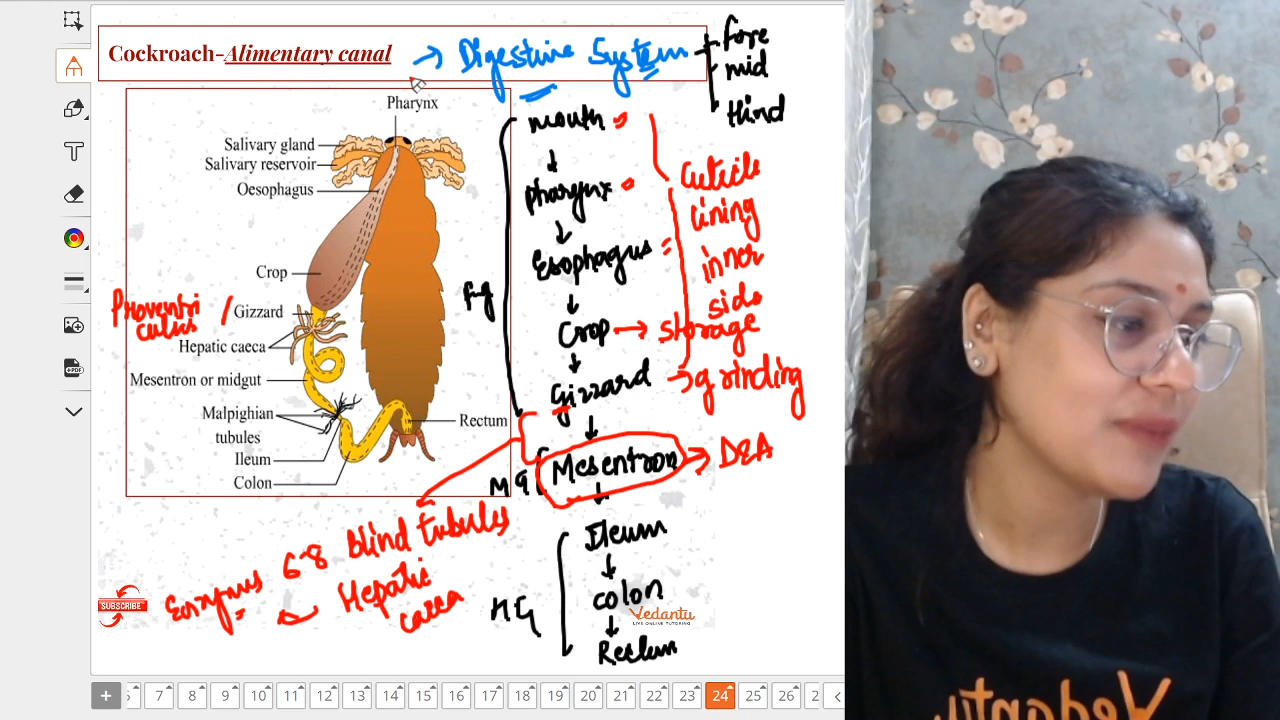 Cockroach-Alimentary canal → Digestive System
fore
mid
Hind
Pharynx
Salivary gland
Salivary reservoir
Oesophagus
Crop
Proventri
culus / Gizzard
Hepatic caeca
Mesentron or midgut
Malpighian
tubules
Ileum
Colon
Rectum
Fg
mouth
↓
Pharynx
↓
Esophagus
↓
Crop → storage
↓
Gizzard → grinding
↓
Cuticle
lining
inner
side
MG
Mesentron → D&A
↓
HG
Ileum
↓
colon
↓
Rectum
6-8 Blind tubules
Hepatic
caeca
Enzymes
SUBSCRIBE
Vedantu
LIVE ONLINE TUTORING
7 8 9 10 11 12 13 14 15 16 17 18 19 20 21 22 23 24 25 26 2
Vedantu